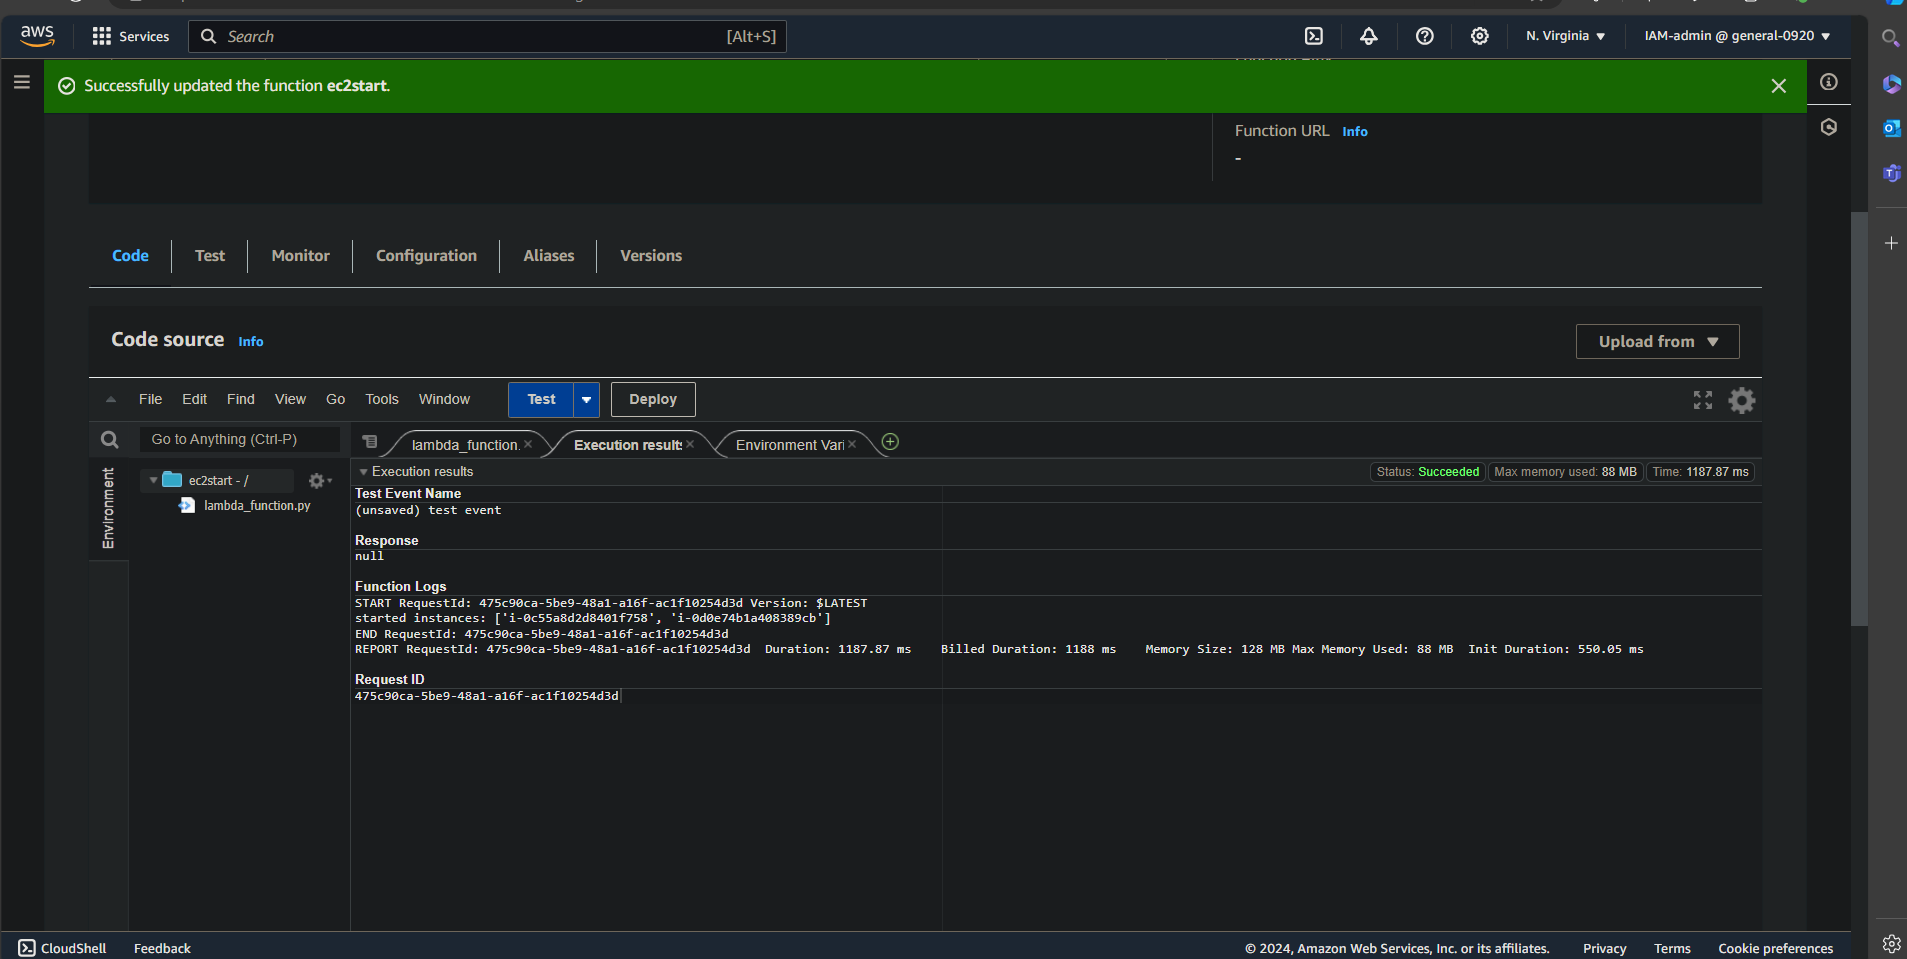 aws
Services
Search
[Alt+S]
N. Virginia
IAM-admin @ general-0920
Successfully updated the function ec2start.
Function URL Info
-
Code
Test
Monitor
Configuration
Aliases
Versions
Code source Info
Upload from
File Edit Find View Go Tools Window
Test
Deploy
Go to Anything (Ctrl-P)
lambda_function.
Execution results
Environment Vari
Environment
ec2start - /
lambda_function.py
Execution results
Status: Succeeded
Max memory used: 88 MB
Time: 1187.87 ms
Test Event Name
(unsaved) test event
Response
null
Function Logs
START RequestId: 475c90ca-5be9-48a1-a16f-ac1f10254d3d Version: $LATEST
started instances: ['i-0c55a8d2d8401f758', 'i-0d0e74b1a408389cb']
END RequestId: 475c90ca-5be9-48a1-a16f-ac1f10254d3d
REPORT RequestId: 475c90ca-5be9-48a1-a16f-ac1f10254d3d Duration: 1187.87 ms Billed Duration: 1188 ms Memory Size: 128 MB Max Memory Used: 88 MB Init Duration: 550.05 ms
Request ID
475c90ca-5be9-48a1-a16f-ac1f10254d3d
CloudShell
Feedback
© 2024, Amazon Web Services, Inc. or its affiliates.
Privacy
Terms
Cookie preferences